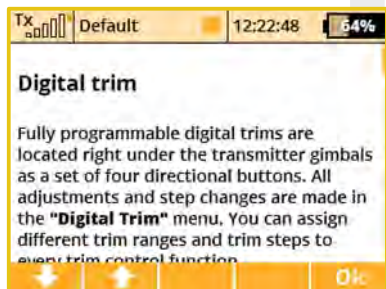 Tx Default 12:22:48 64%
Digital trim
Fully programmable digital trims are
located right under the transmitter gimbals
as a set of four directional buttons. All
adjustments and step changes are made in
the "Digital Trim" menu. You can assign
different trim ranges and trim steps to
every trim control function
Ok